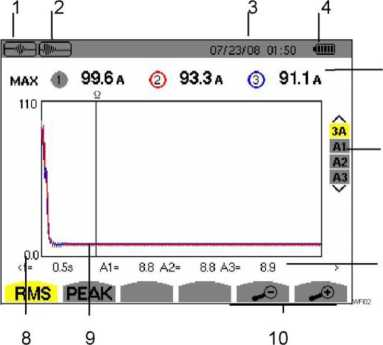 1 2 3 4
07/23/08 01:50
MAX 1 99.6 A 2 93.3 A 3 91.1 A
Ω
110
3A
A1
A2
A3
0.0
<t= 0.5s A1= 8.8 A2= 8.8 A3= 8.9 >
RMS PEAK
WF02
8 9 10